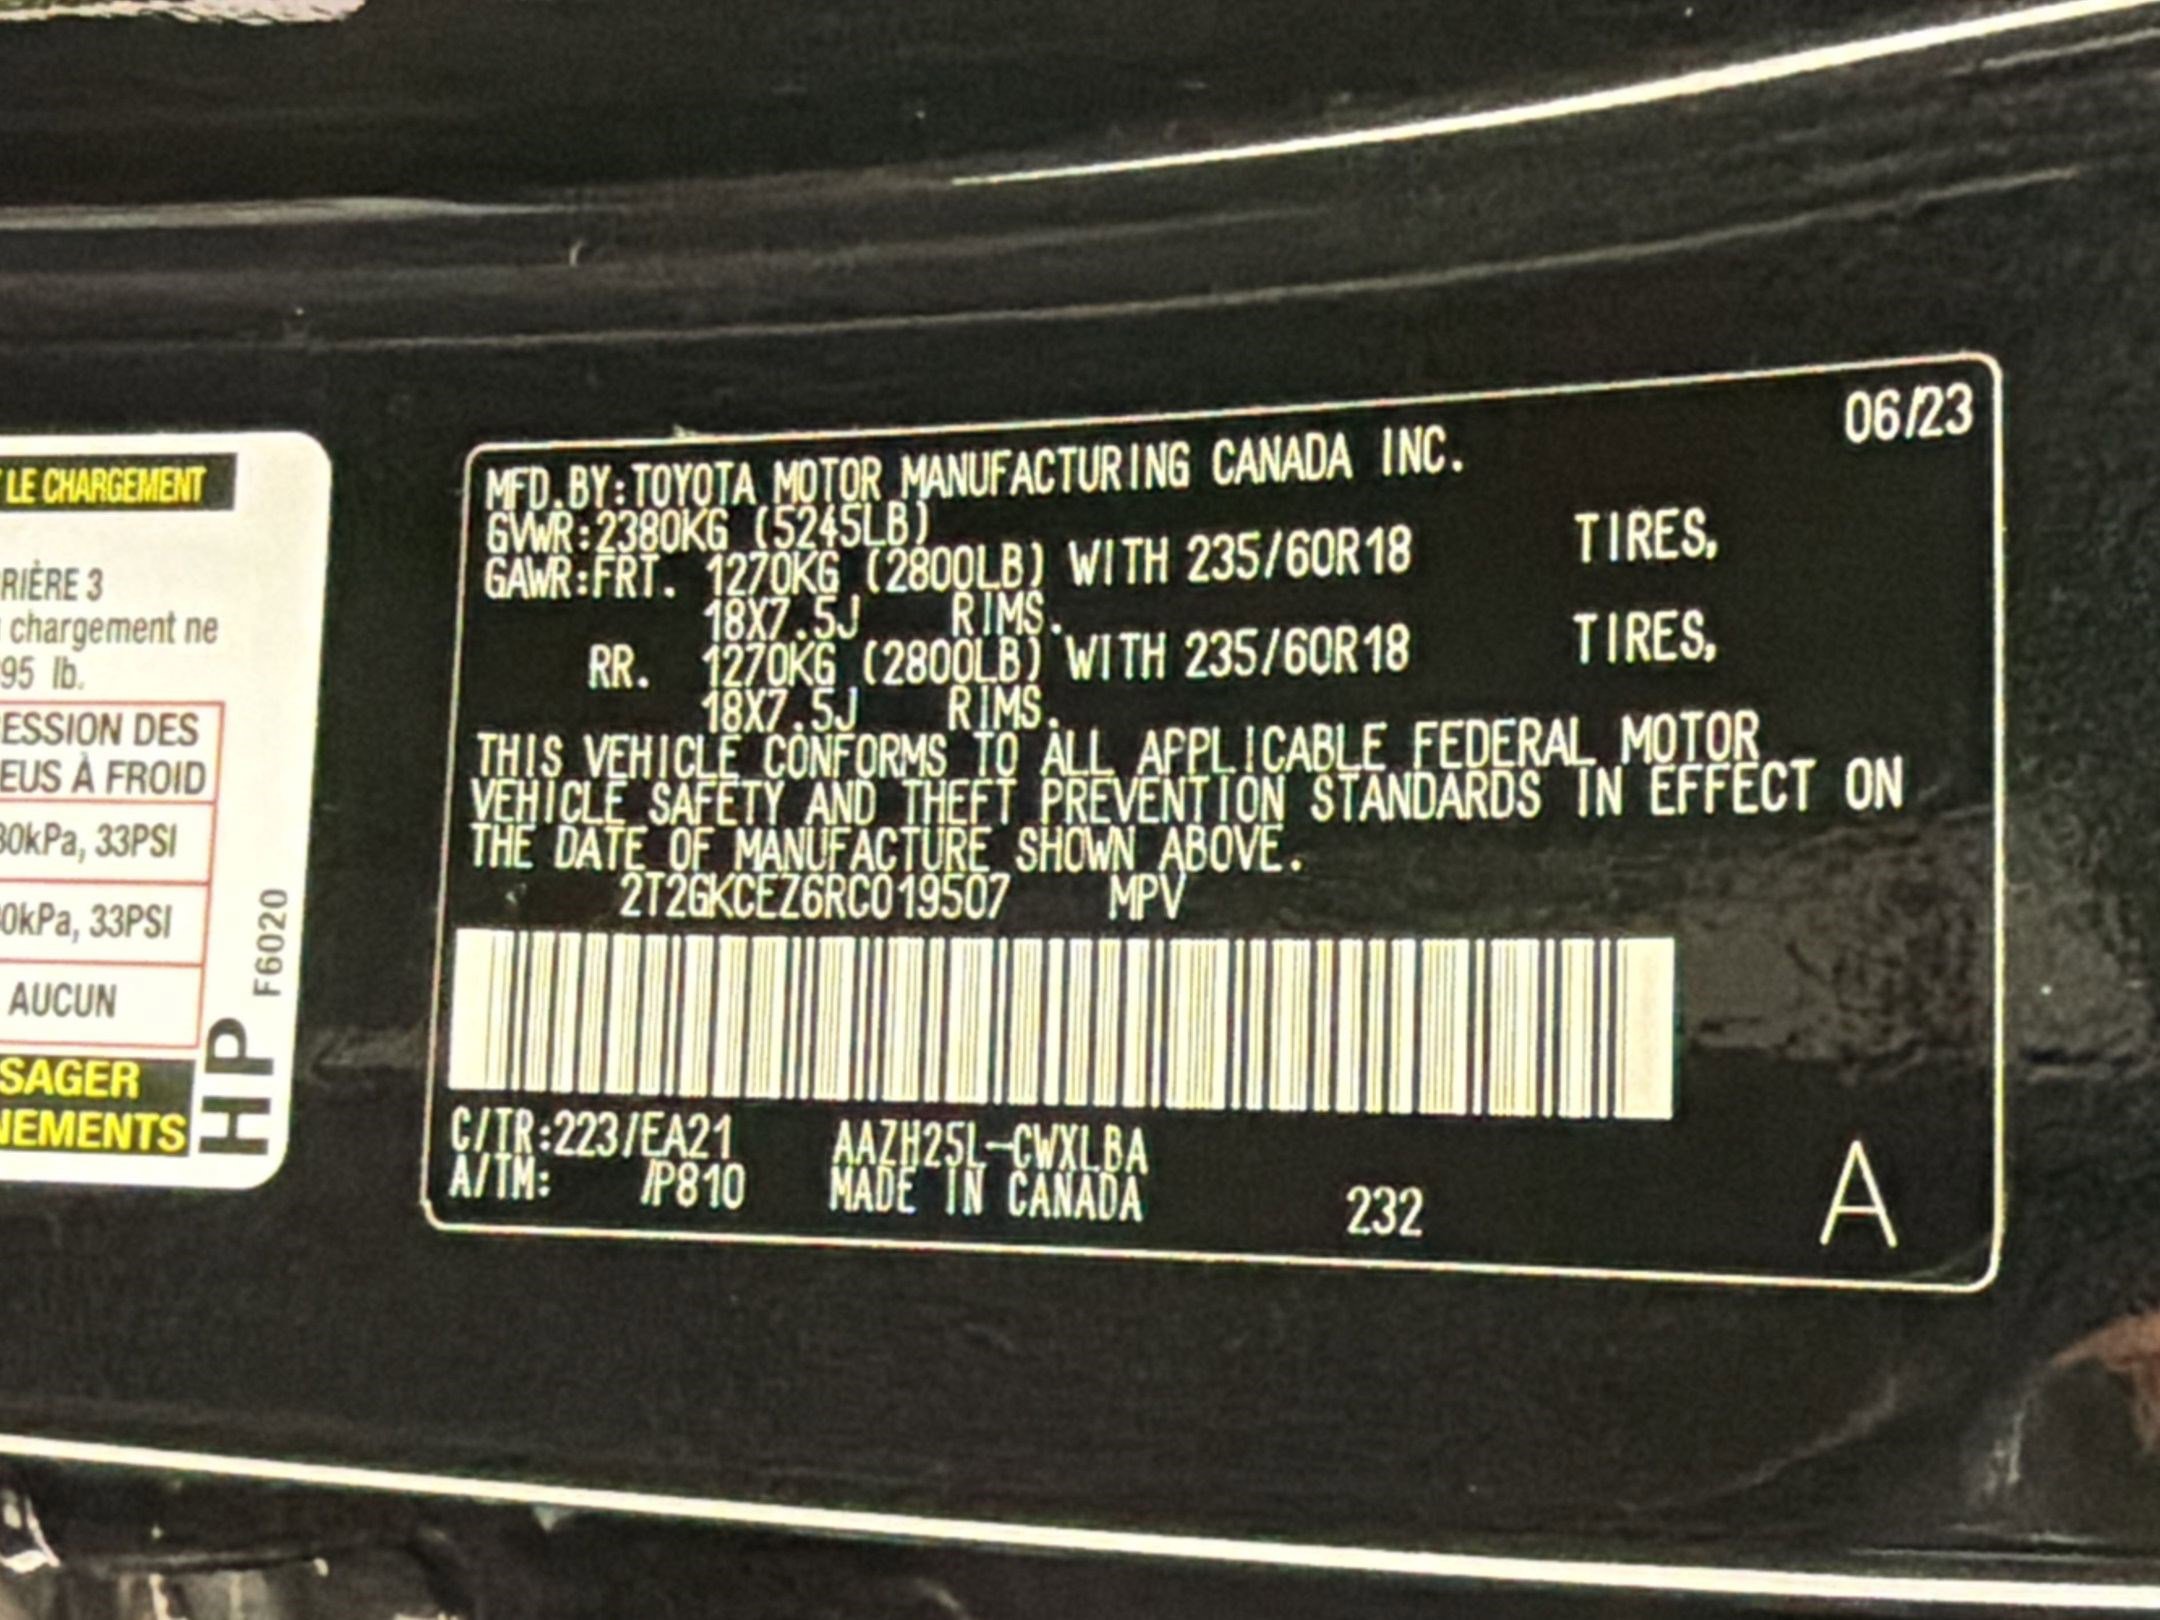 LE CHARGEMENT
RIÈRE 3
chargement ne
95 lb.
ESSION DES
EUS À FROID
30kPa, 33PSI
0kPa, 33PSI
AUCUN
SAGER
NEMENTS
HP
F6020
06/23
MFD.BY:TOYOTA MOTOR MANUFACTURING CANADA INC.
GVWR:2380KG (5245LB)
GAWR:FRT. 1270KG (2800LB) WITH 235/60R18 TIRES,
18X7.5J RIMS.
RR. 1270KG (2800LB) WITH 235/60R18 TIRES,
18X7.5J RIMS.
THIS VEHICLE CONFORMS TO ALL APPLICABLE FEDERAL MOTOR
VEHICLE SAFETY AND THEFT PREVENTION STANDARDS IN EFFECT ON
THE DATE OF MANUFACTURE SHOWN ABOVE.
2T2GKCEZ6RC019507 MPV
C/TR:223/EA21 AAZH25L-CWXLBA
A/TM: /P810 MADE IN CANADA 232 A